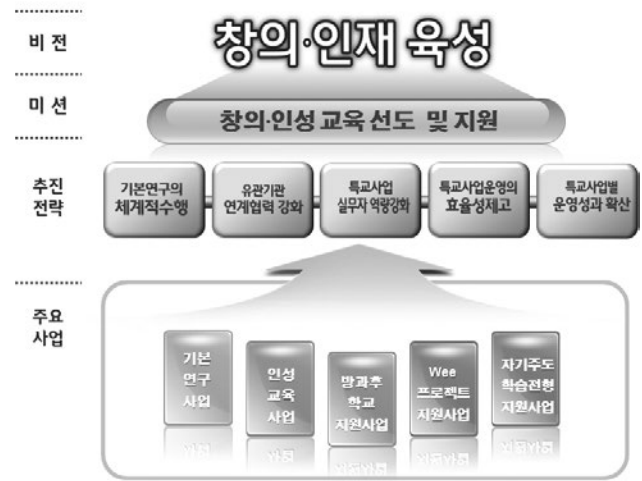 비 전
창의·인재 육성
미 션
창의·인성 교육 선도 및 지원
추진
전략
기본연구의
체계적수행
유관기관
연계협력 강화
특교사업
실무자 역량강화
특교사업운영의
효율성제고
특교사업별
운영성과 확산
주요
사업
기본
연구
사업
인성
교육
사업
방과후
학교
지원사업
Wee
프로젝트
지원사업
자기주도
학습전형
지원사업